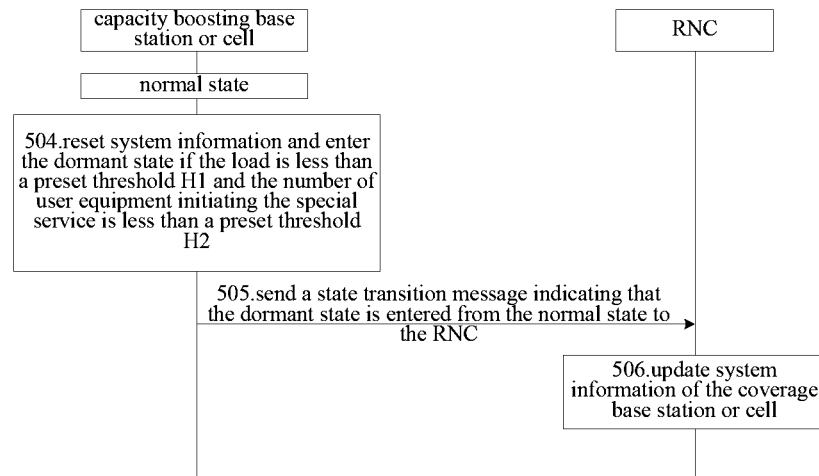 capacity boosting base
station or cell
RNC
normal state
504.reset system information and enter
the dormant state if the load is less than
a preset threshold H1 and the number of
user equipment initiating the special
service is less than a preset threshold
H2
505.send a state transition message indicating that
the dormant state is entered from the normal state to
the RNC
506.update system
information of the coverage
base station or cell